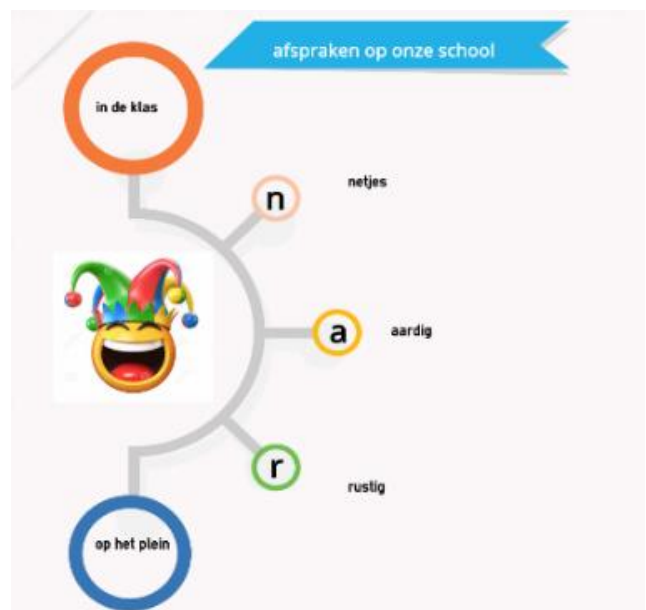 afspraken op onze school
in de klas
n
netjes
a
aardig
r
rustig
op het plein